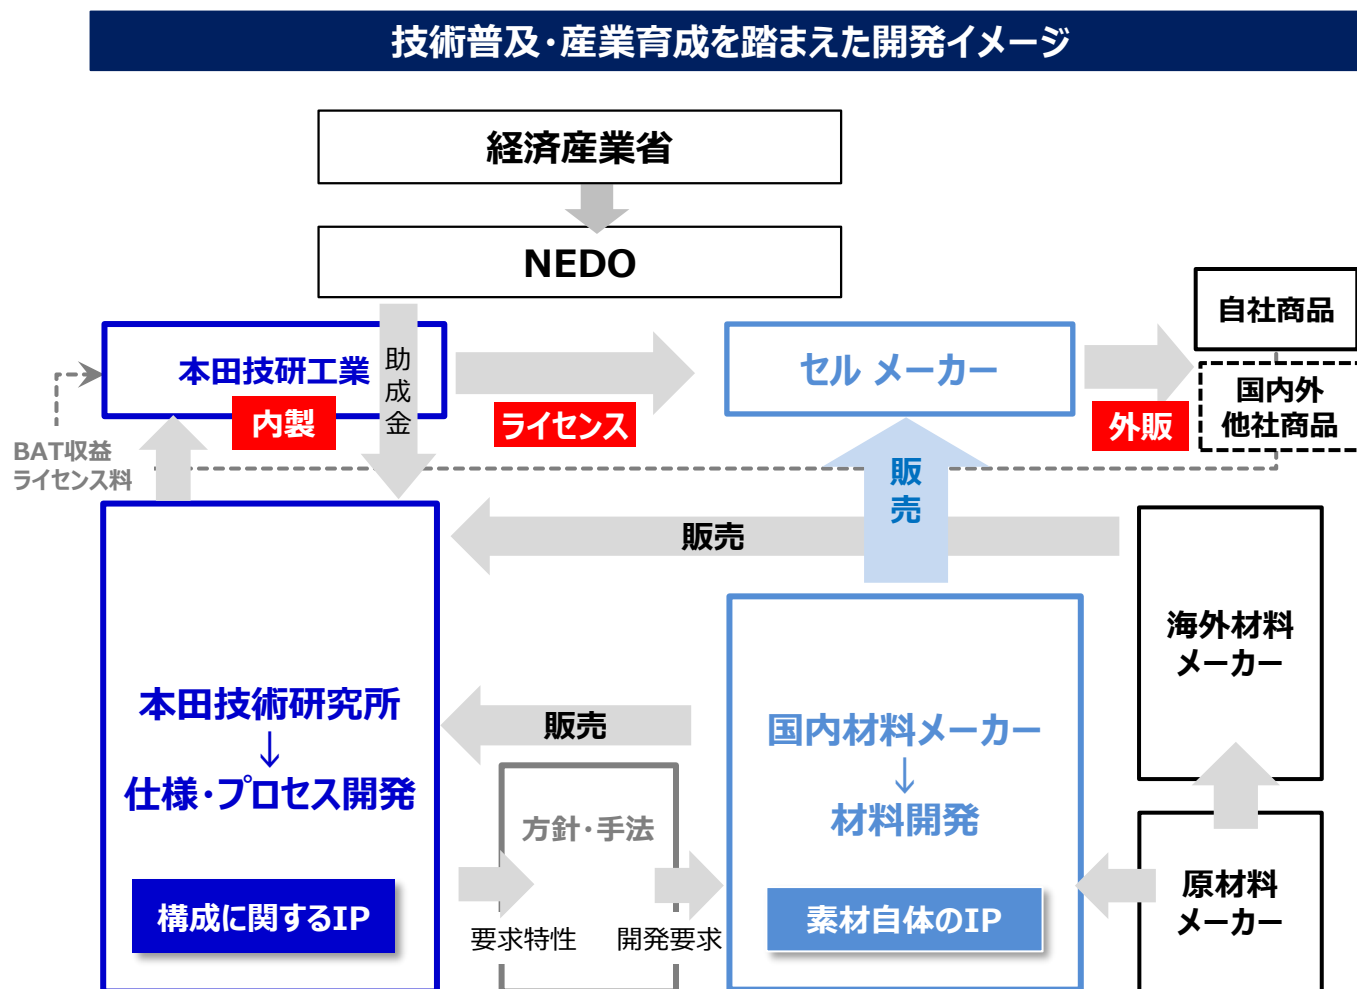 技術普及・産業育成を踏まえた開発イメージ
経済産業省
NEDO
自社商品
国内外
他社商品
本田技研工業
内製
助
成
金
ライセンス
セル メーカー
外販
BAT収益
ライセンス料
販
売
販売
海外材料
メーカー
本田技術研究所
↓
仕様・プロセス開発
構成に関するIP
販売
方針・手法
要求特性
開発要求
国内材料メーカー
↓
材料開発
素材自体のIP
原材料
メーカー